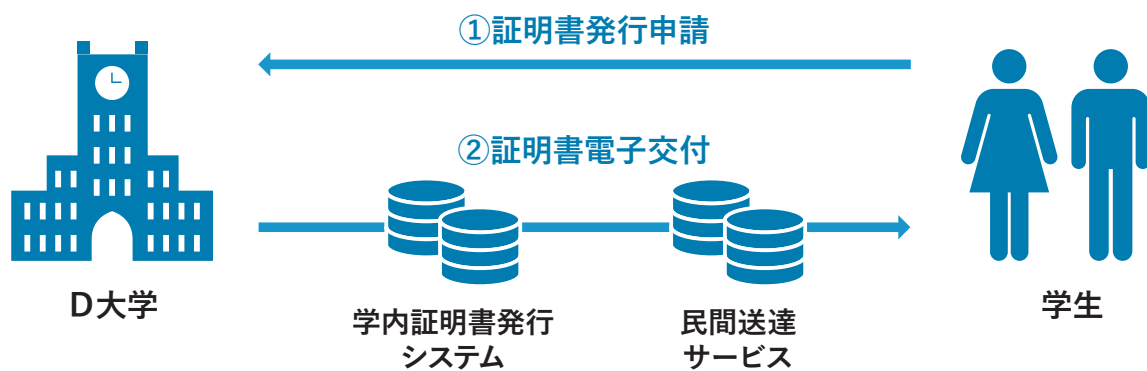 ①証明書発行申請
②証明書電子交付
D大学
学内証明書発行
システム
民間送達
サービス
学生